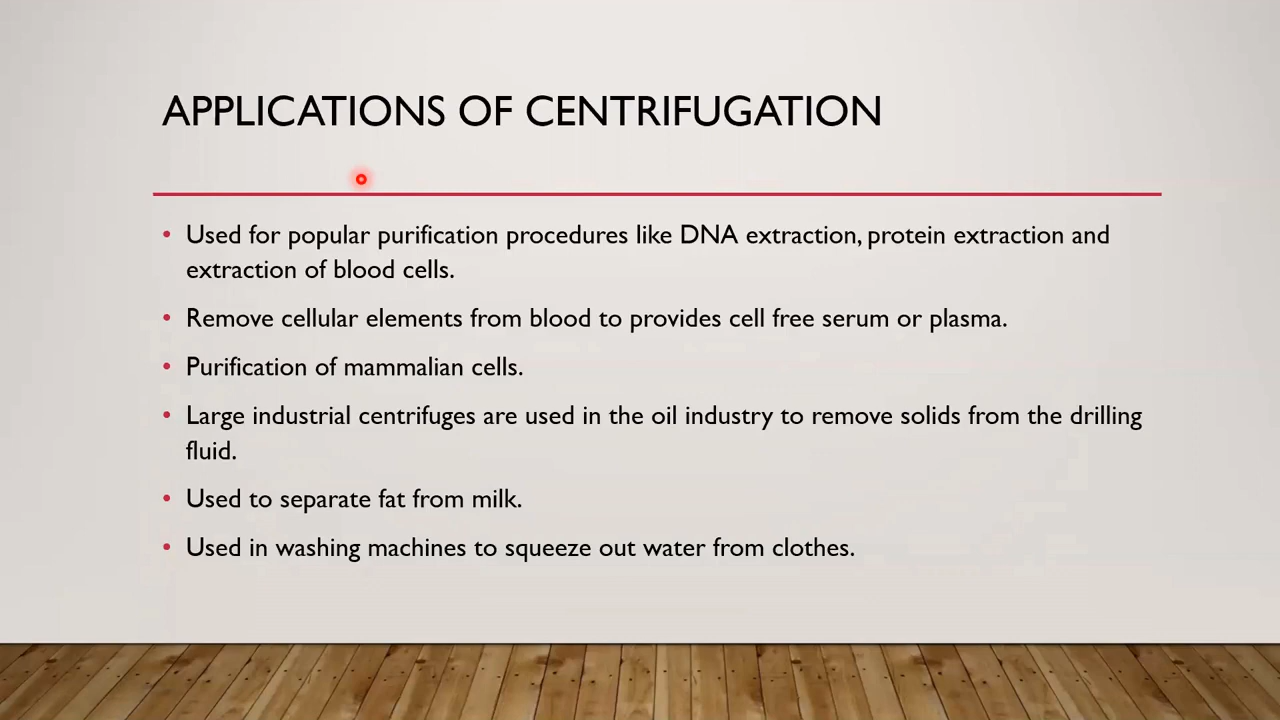 APPLICATIONS OF CENTRIFUGATION
• Used for popular purification procedures like DNA extraction, protein extraction and
extraction of blood cells.
• Remove cellular elements from blood to provides cell free serum or plasma.
• Purification of mammalian cells.
• Large industrial centrifuges are used in the oil industry to remove solids from the drilling
fluid.
• Used to separate fat from milk.
• Used in washing machines to squeeze out water from clothes.